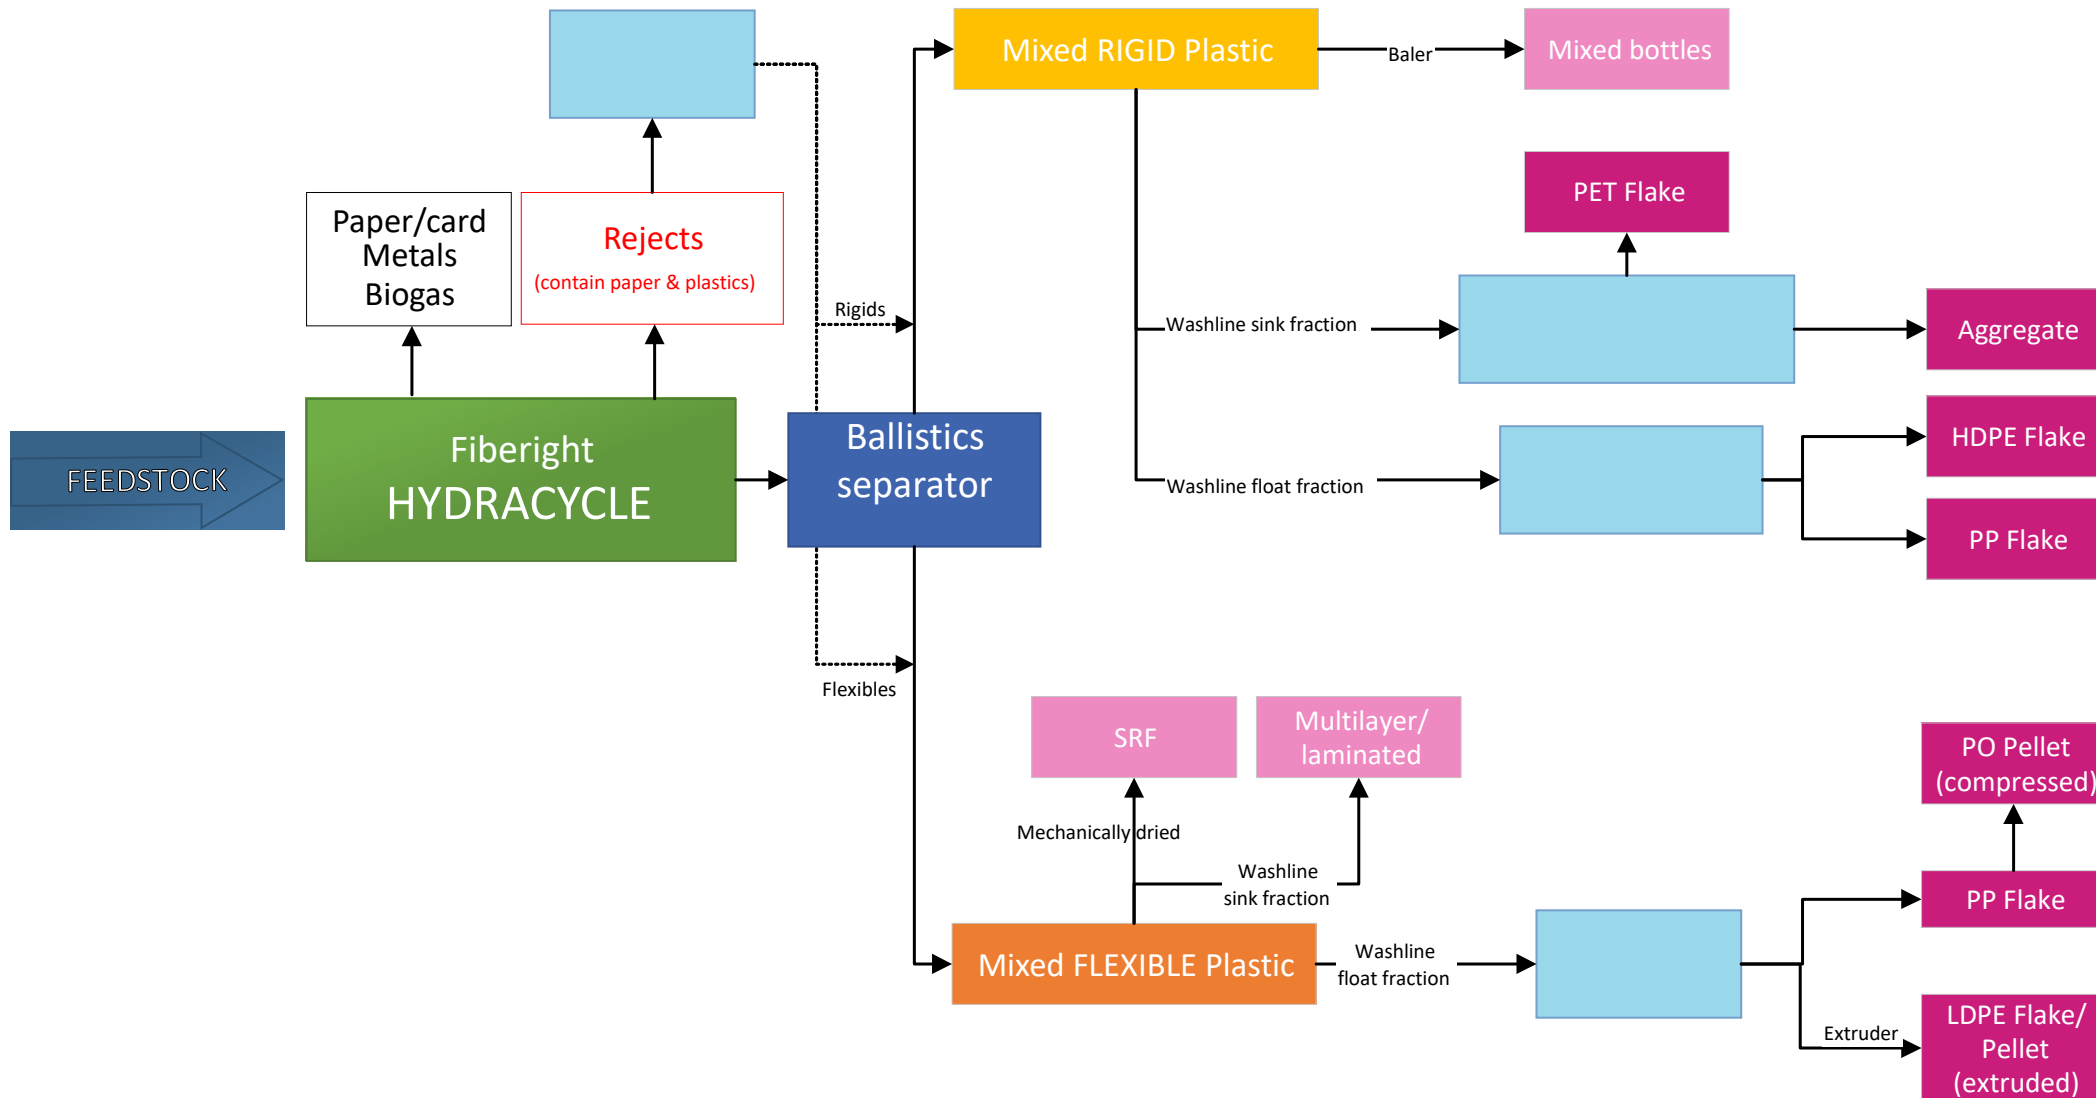 Mixed RIGID Plastic
Baler
Mixed bottles
PET Flake
Paper/card
Metals
Biogas
Rejects
(contain paper & plastics)
Rigids
Washline sink fraction
Aggregate
FEEDSTOCK
Fiberight
HYDRACYCLE
Ballistics
separator
Washline float fraction
HDPE Flake
PP Flake
Flexibles
SRF
Multilayer/
laminated
Mechanically dried
Washline
sink fraction
PO Pellet
(compressed)
PP Flake
Mixed FLEXIBLE Plastic
Washline
float fraction
Extruder
LDPE Flake/
Pellet
(extruded)